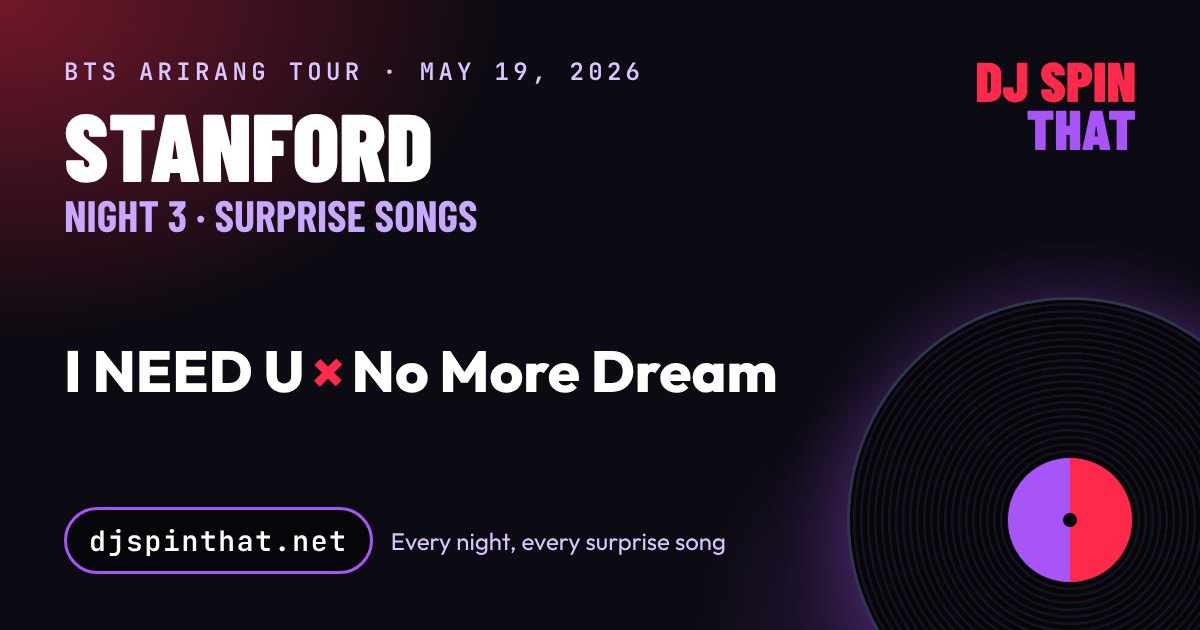 BTS ARIRANG TOUR · MAY 19, 2026
STANFORD
NIGHT 3 · SURPRISE SONGS
DJ SPIN
THAT
I NEED U × No More Dream
djspinthat.net
Every night, every surprise song